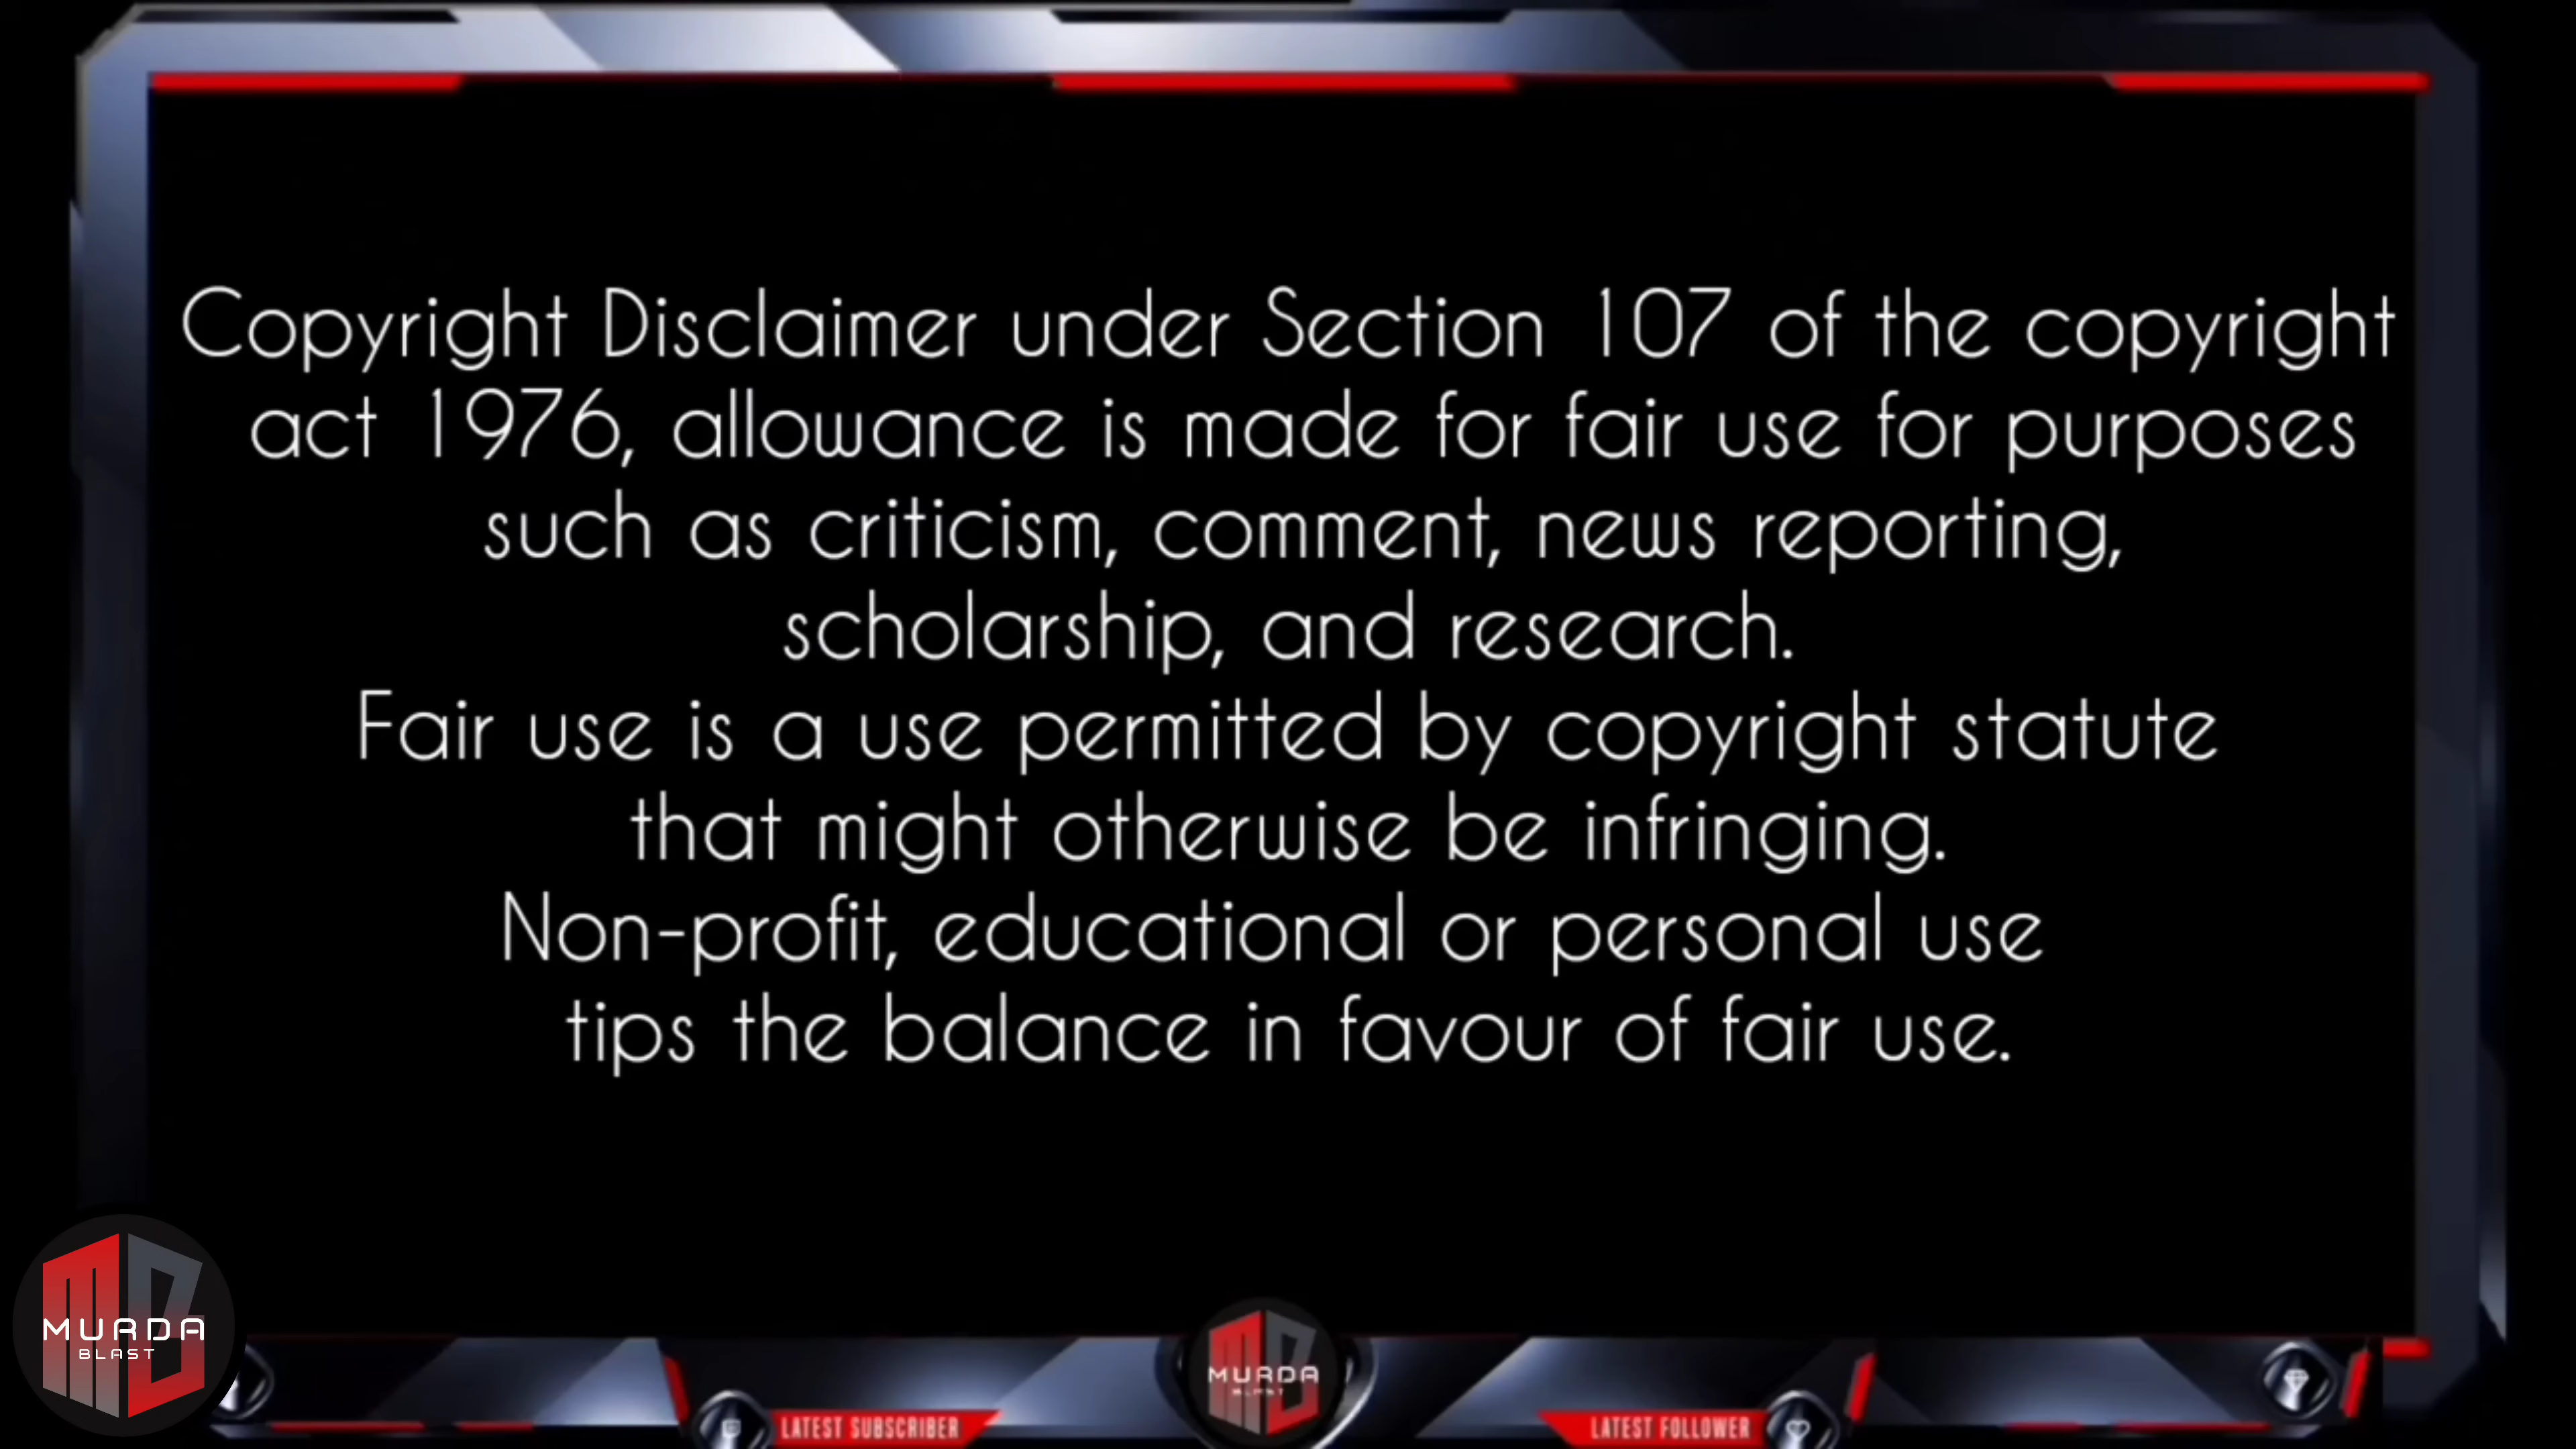 Copyright Disclaimer under Section 107 of the copyright
act 1976, allowance is made for fair use for purposes
such as criticism, comment, news reporting,
scholarship, and research.
Fair use is a use permitted by copyright statute
that might otherwise be infringing.
Non-profit, educational or personal use
tips the balance in favour of fair use.
MB
MURDA
BLAST
MB
MURDA
BLAST
LATEST SUBSCRIBER
LATEST FOLLOWER